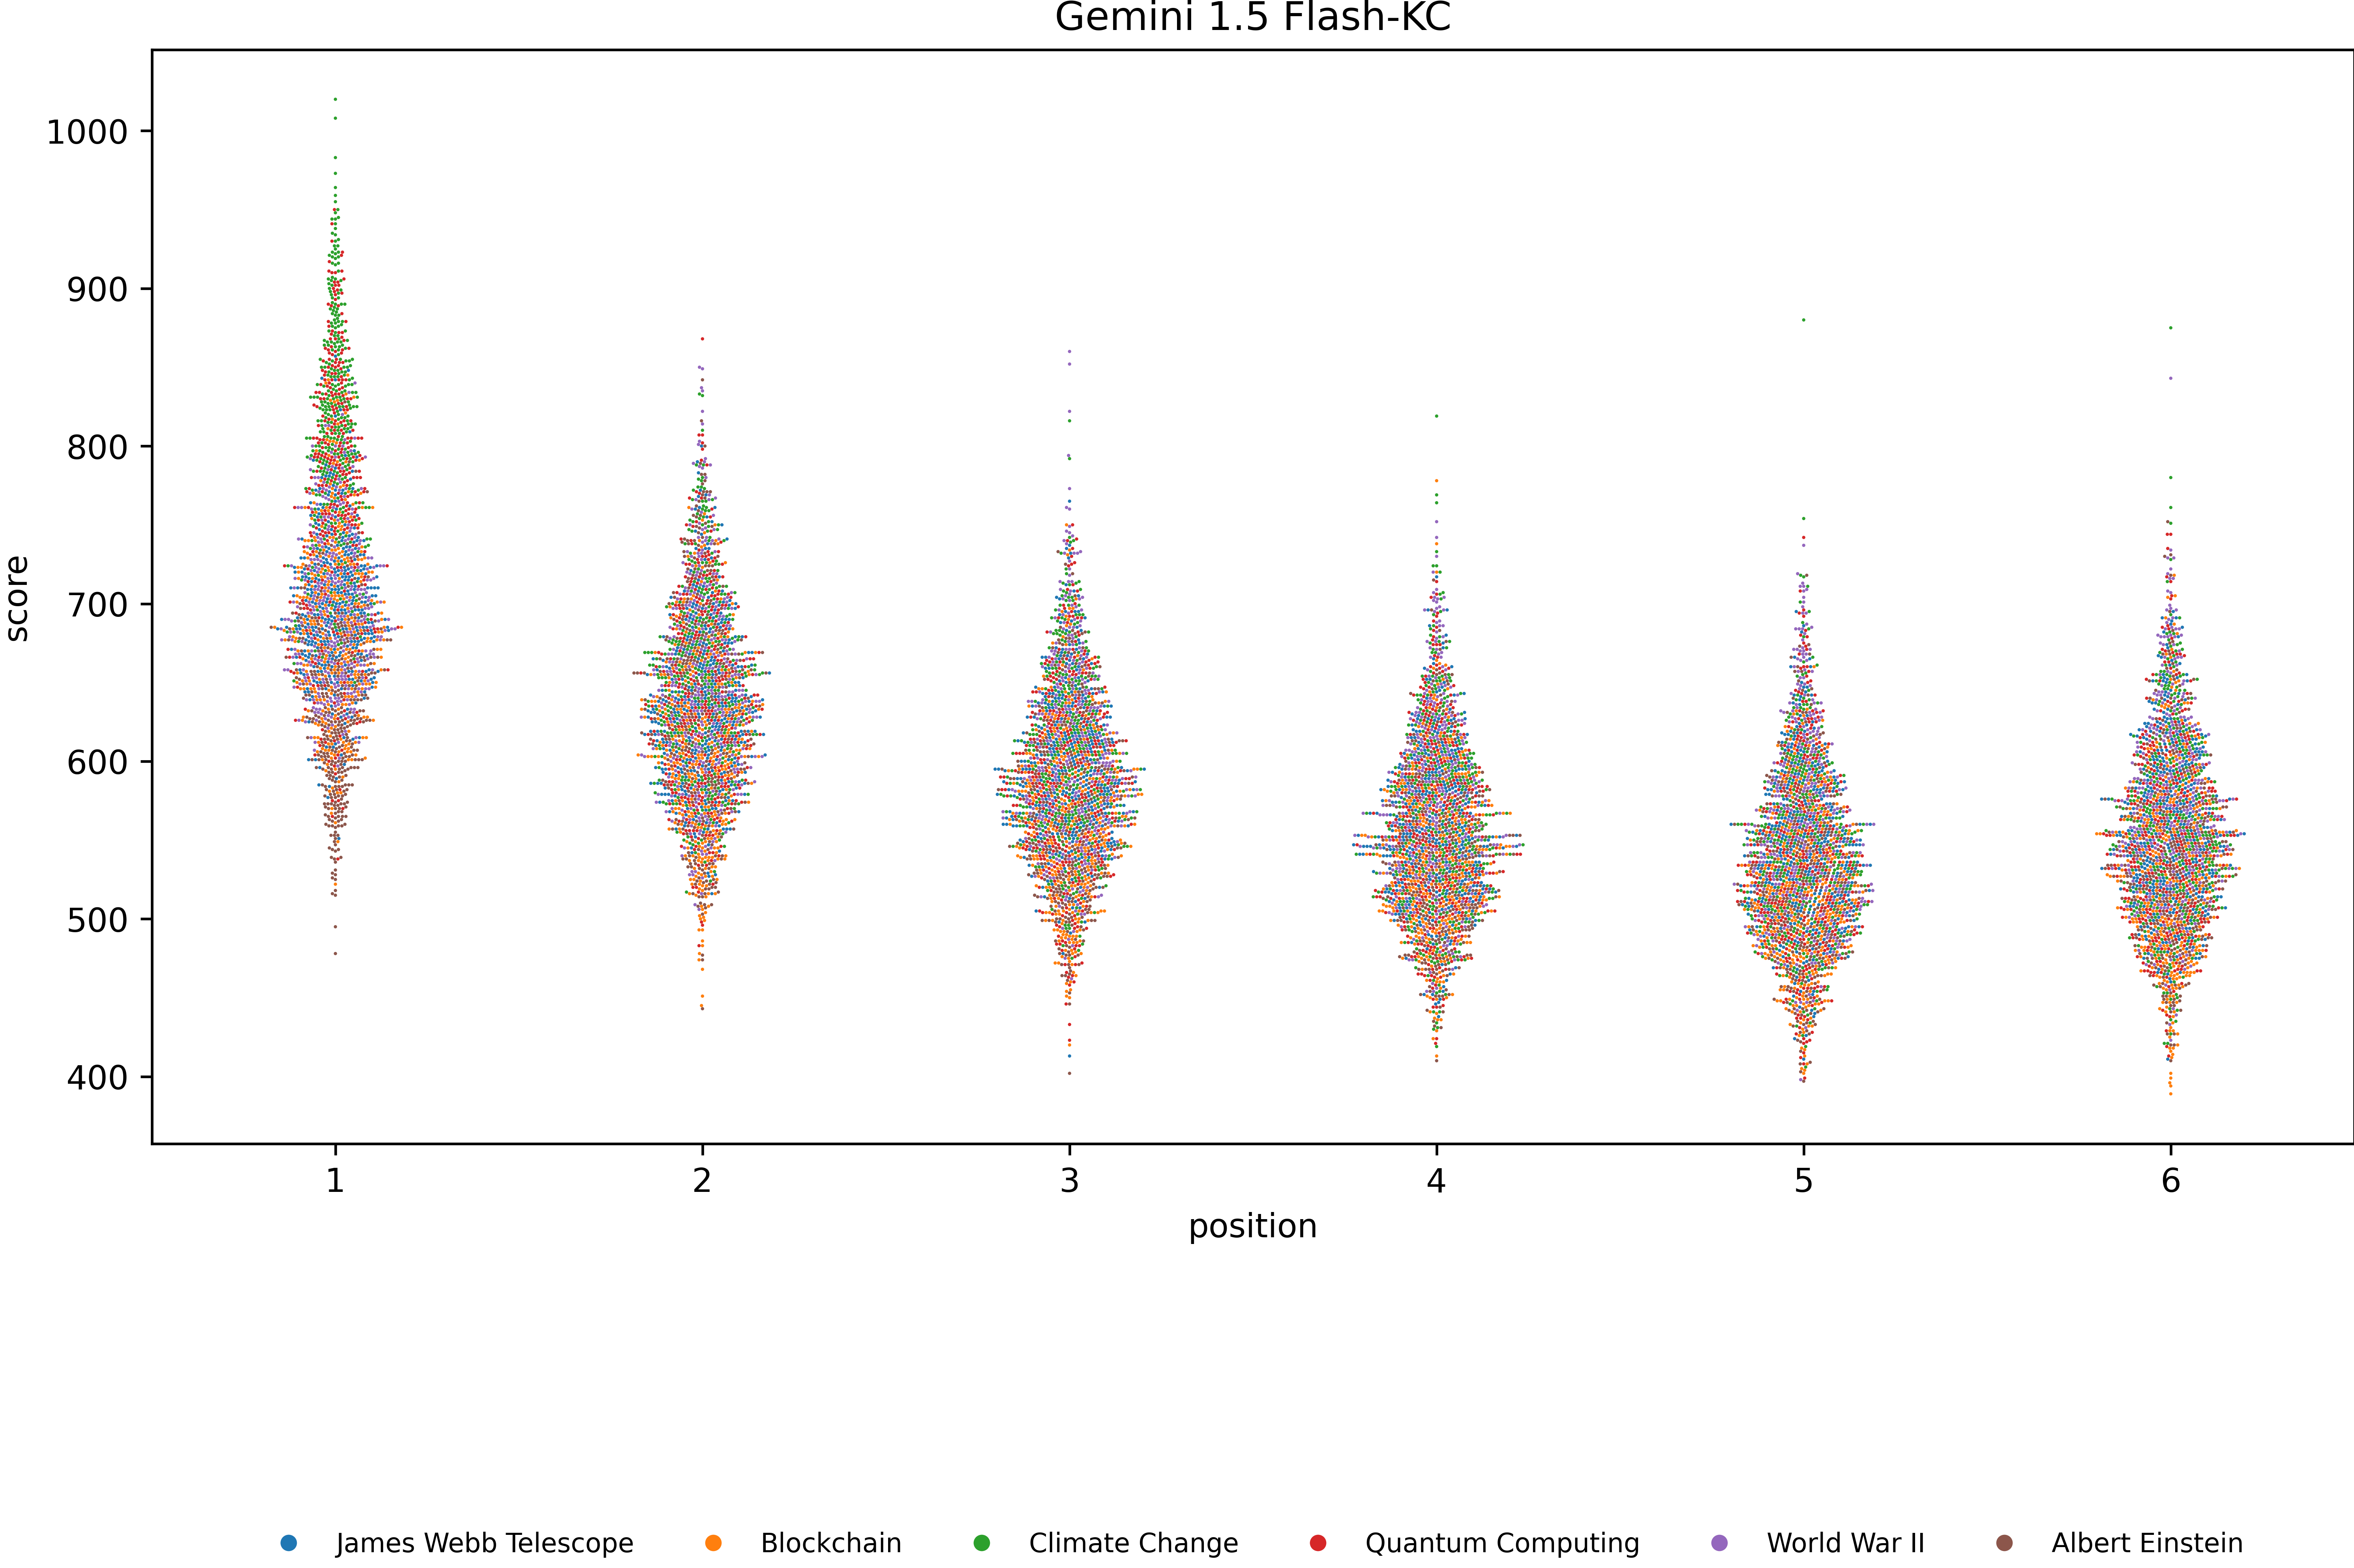 Gemini 1.5 Flash-KC
1000
900
800
700
600
500
400
score
1 2 3 4 5 6
position
James Webb Telescope Blockchain Climate Change Quantum Computing World War II Albert Einstein